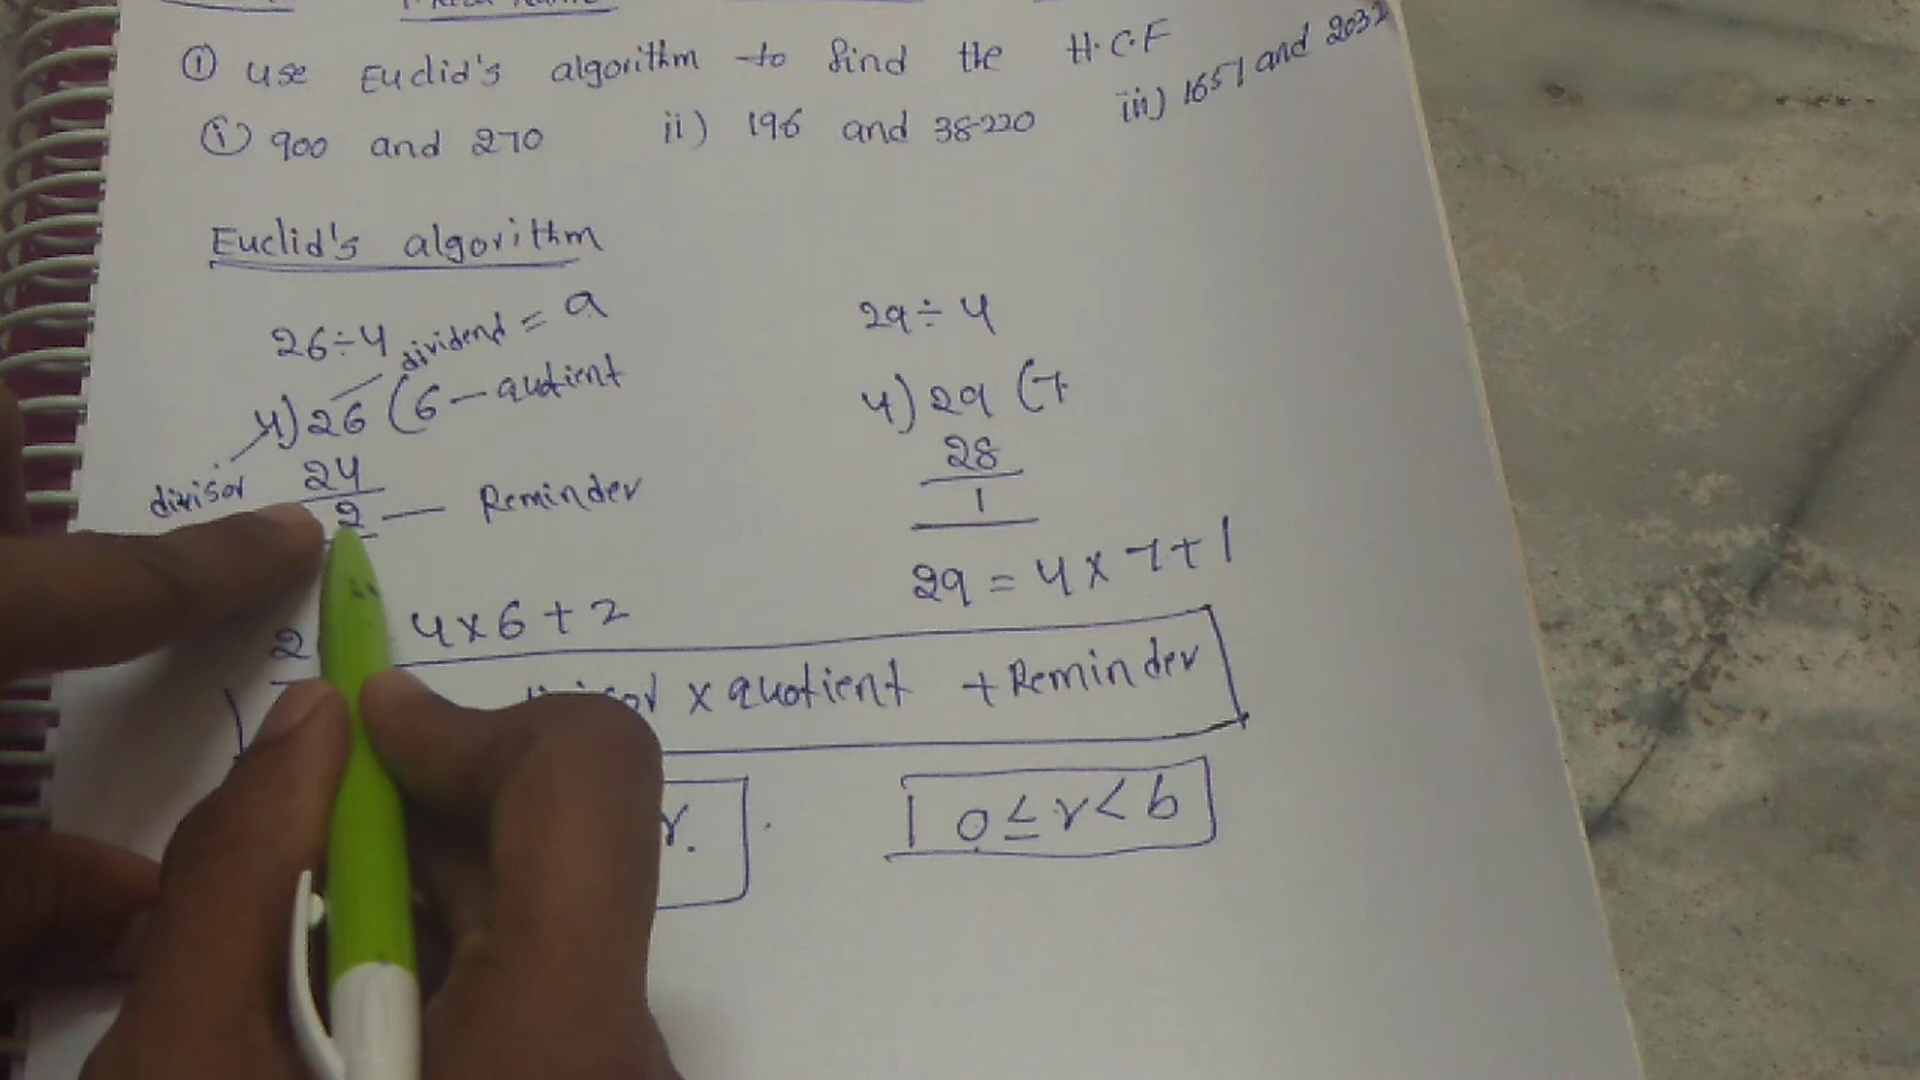 ① use Euclid's algorithm to find the H.C.F
① 900 and 270 ii) 196 and 38220 iii) 1651 and 2032
Euclid's algorithm
26÷4 dividend = a
4) 26 (6 — qutient
24
divisor
2 — Reminder
4×6+2
29÷4
4) 29 (7
28
1
29 = 4×7+1
× quotient + Reminder
r.
0≤r<b